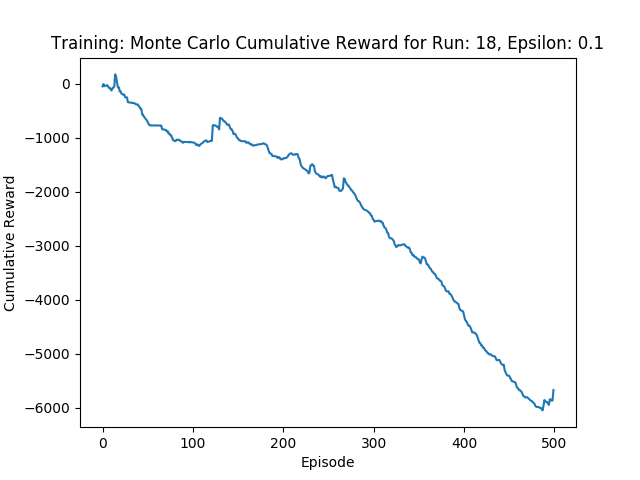 Training: Monte Carlo Cumulative Reward for Run: 18, Epsilon: 0.1
0
−1000
−2000
−3000
−4000
−5000
−6000
Cumulative Reward
0 100 200 300 400 500
Episode